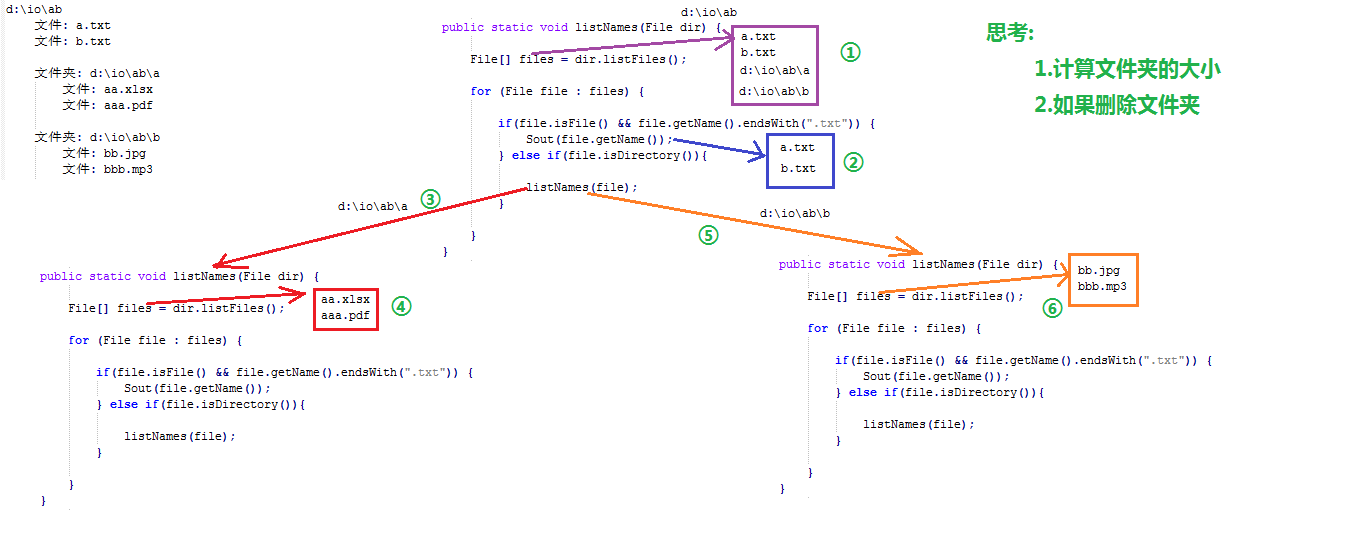 d:\io\ab
文件: a.txt
文件: b.txt
文件夹: d:\io\ab\a
文件: aa.xlsx
文件: aaa.pdf
文件夹: d:\io\ab\b
文件: bb.jpg
文件: bbb.mp3
d:\io\ab
public static void listNames(File dir) {
File[] files = dir.listFiles();
for (File file : files) {
if(file.isFile() && file.getName().endsWith(".txt")) {
Sout(file.getName());
} else if(file.isDirectory()){
listNames(file);
}
}
}
a.txt
b.txt
d:\io\ab\a
d:\io\ab\b
①
a.txt
b.txt
②
思考:
1.计算文件夹的大小
2.如果删除文件夹
d:\io\ab\a
③
public static void listNames(File dir) {
File[] files = dir.listFiles();
for (File file : files) {
if(file.isFile() && file.getName().endsWith(".txt")) {
Sout(file.getName());
} else if(file.isDirectory()){
listNames(file);
}
}
}
aa.xlsx
aaa.pdf
④
d:\io\ab\b
⑤
public static void listNames(File dir) {
File[] files = dir.listFiles();
for (File file : files) {
if(file.isFile() && file.getName().endsWith(".txt")) {
Sout(file.getName());
} else if(file.isDirectory()){
listNames(file);
}
}
}
bb.jpg
bbb.mp3
⑥